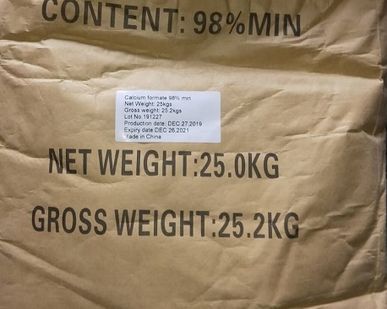 CONTENT: 98%MIN
Calcium formate 98% min
Net Weight: 25kgs
Gross weight: 25.2kgs
Lot No.191227
Production date: DEC.27,2019
Expiry date DEC 26,2021
Made in China
NET WEIGHT:25.0KG
GROSS WEIGHT:25.2KG